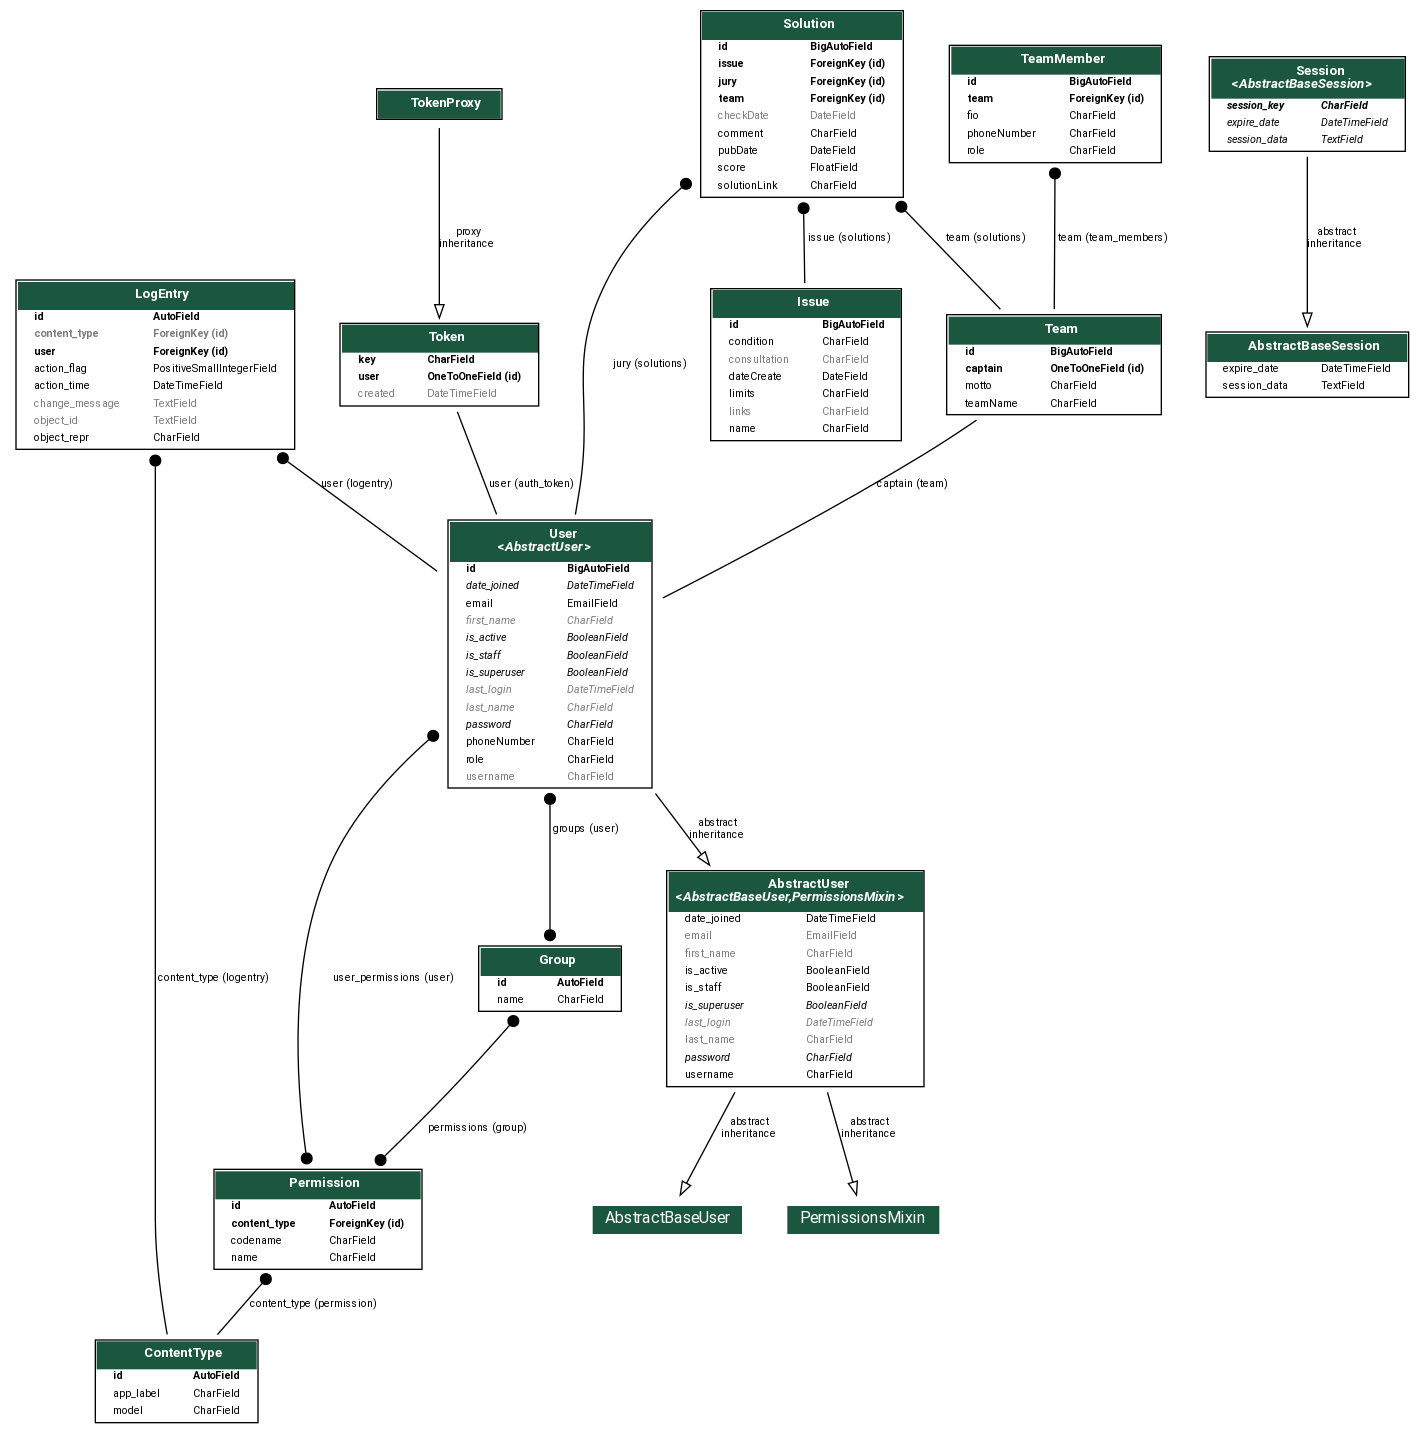 Solution
id BigAutoField
issue ForeignKey (id)
jury ForeignKey (id)
team ForeignKey (id)
checkDate DateField
comment CharField
pubDate DateField
score FloatField
solutionLink CharField
TeamMember
id BigAutoField
team ForeignKey (id)
fio CharField
phoneNumber CharField
role CharField
Session
<AbstractBaseSession>
session_key CharField
expire_date DateTimeField
session_data TextField
TokenProxy
proxy
inheritance
issue (solutions)
team (solutions)
team (team_members)
abstract
inheritance
LogEntry
id AutoField
content_type ForeignKey (id)
user ForeignKey (id)
action_flag PositiveSmallIntegerField
action_time DateTimeField
change_message TextField
object_id TextField
object_repr CharField
Token
key CharField
user OneToOneField (id)
created DateTimeField
jury (solutions)
Issue
id BigAutoField
condition CharField
consultation CharField
dateCreate DateField
limits CharField
links CharField
name CharField
Team
id BigAutoField
captain OneToOneField (id)
motto CharField
teamName CharField
AbstractBaseSession
expire_date DateTimeField
session_data TextField
user (logentry)
user (auth_token)
captain (team)
User
<AbstractUser>
id BigAutoField
date_joined DateTimeField
email EmailField
first_name CharField
is_active BooleanField
is_staff BooleanField
is_superuser BooleanField
last_login DateTimeField
last_name CharField
password CharField
phoneNumber CharField
role CharField
username CharField
groups (user)
abstract
inheritance
AbstractUser
<AbstractBaseUser,PermissionsMixin>
date_joined DateTimeField
email EmailField
first_name CharField
is_active BooleanField
is_staff BooleanField
is_superuser BooleanField
last_login DateTimeField
last_name CharField
password CharField
username CharField
content_type (logentry)
user_permissions (user)
Group
id AutoField
name CharField
permissions (group)
abstract
inheritance
abstract
inheritance
Permission
id AutoField
content_type ForeignKey (id)
codename CharField
name CharField
AbstractBaseUser
PermissionsMixin
content_type (permission)
ContentType
id AutoField
app_label CharField
model CharField